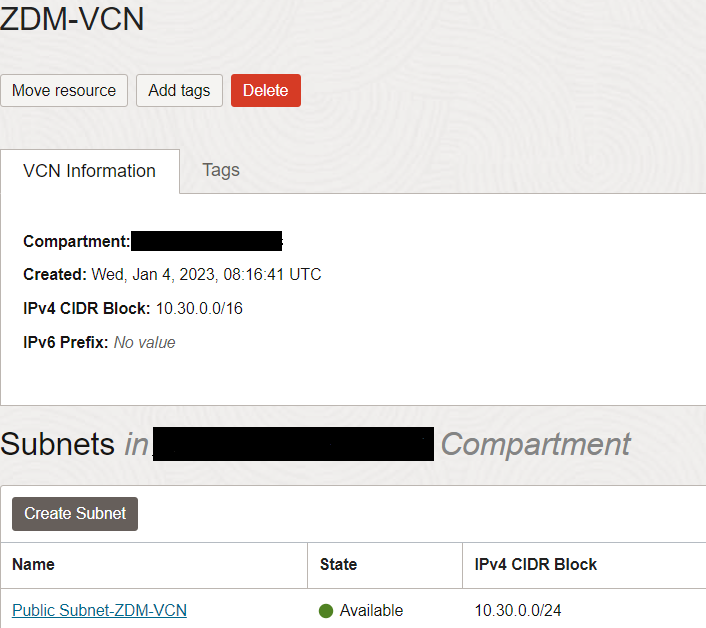 ZDM-VCN
Move resource Add tags Delete
VCN Information Tags
Compartment:
Created: Wed, Jan 4, 2023, 08:16:41 UTC
IPv4 CIDR Block: 10.30.0.0/16
IPv6 Prefix: No value
Subnets in Compartment
Create Subnet
Name State IPv4 CIDR Block
Public Subnet-ZDM-VCN Available 10.30.0.0/24